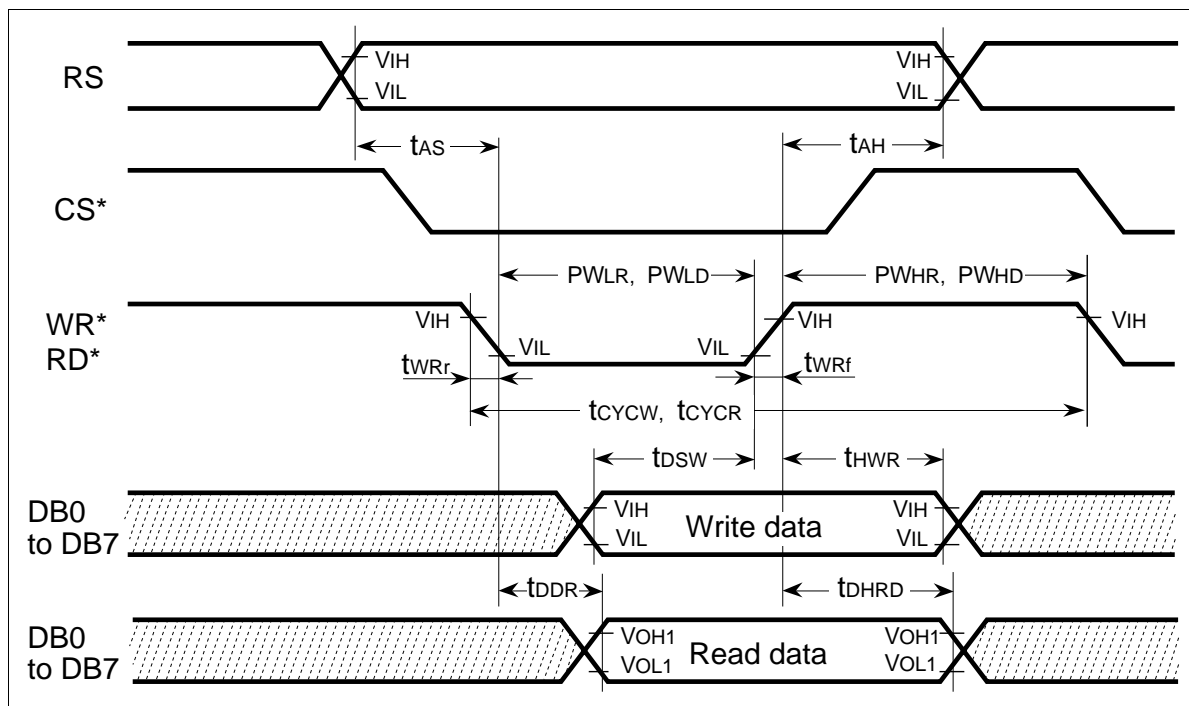 RS
VIH VIH
VIL VIL
tAS tAH
CS*
PWLR, PWLD PWHR, PWHD
WR*
RD*
VIH VIH VIH
VIL VIL
tWRr tWRf
tCYCW, tCYCR
tDSW tHWR
DB0
to DB7
VIH VIH
Write data
VIL VIL
tDDR tDHRD
DB0
to DB7
VOH1 VOH1
Read data
VOL1 VOL1